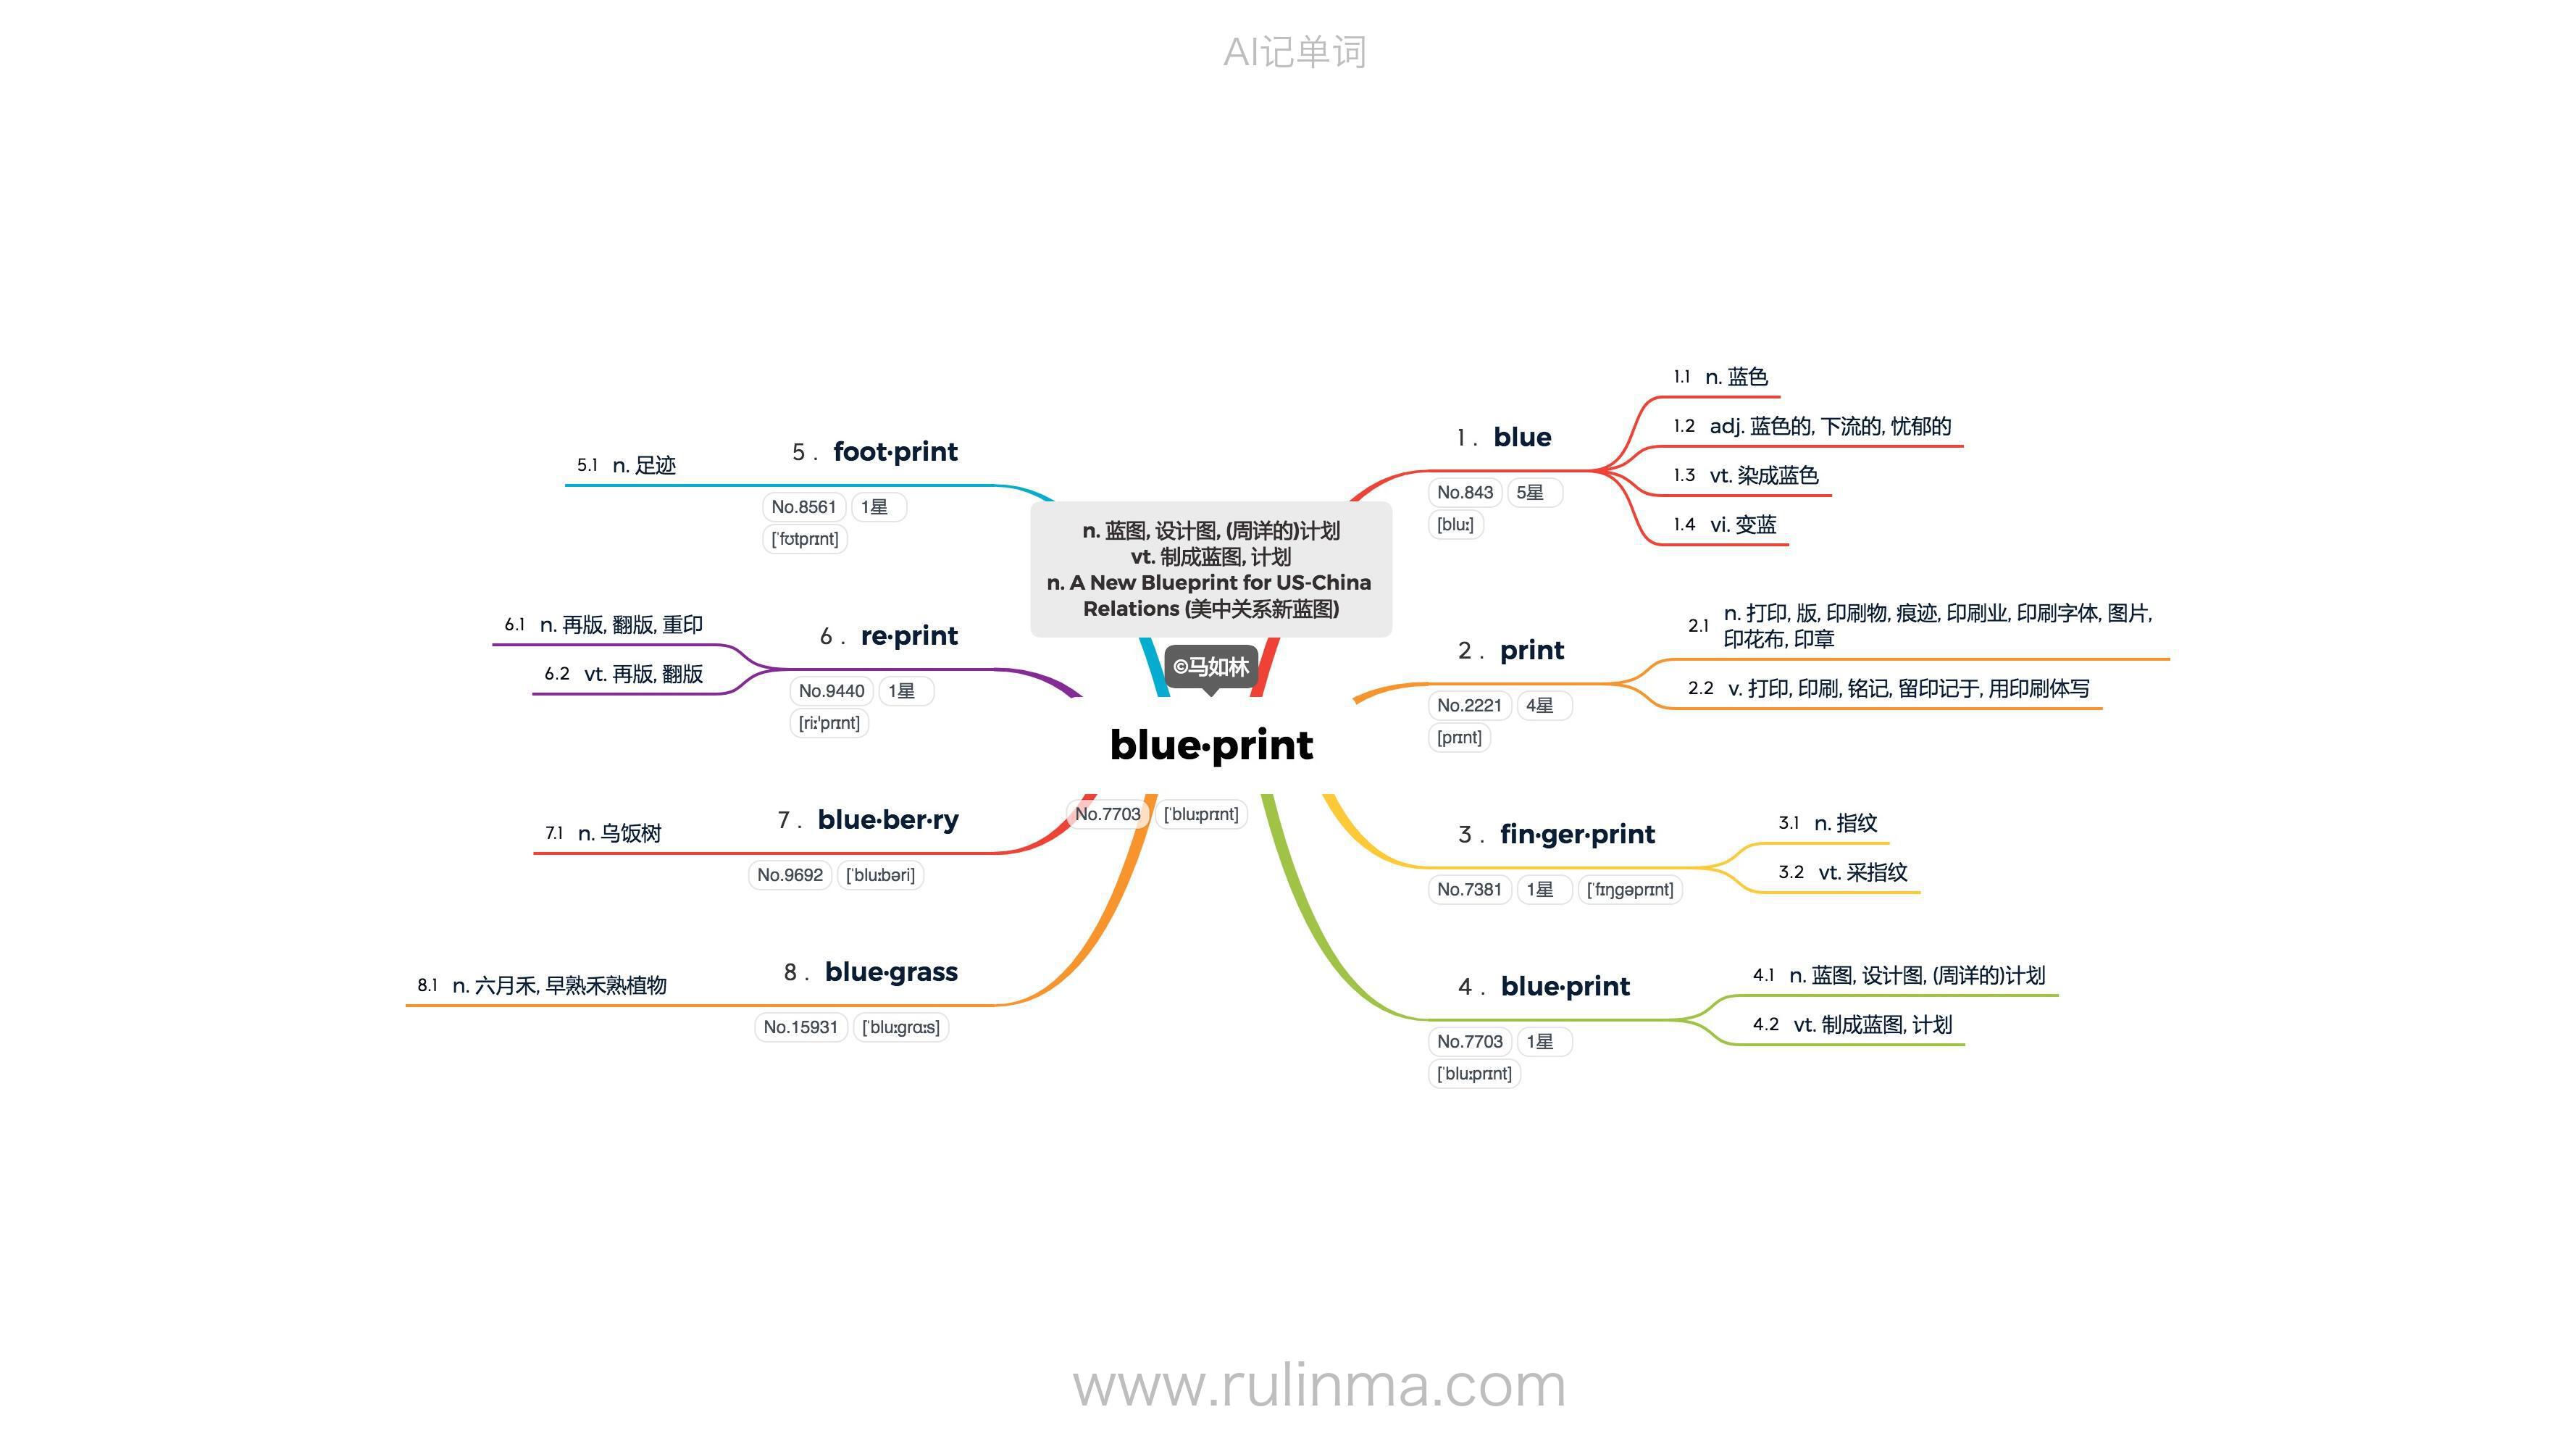 AI记单词
n. 蓝图, 设计图, (周洋的)计划
vt. 制成蓝图, 计划
n. A New Blueprint for US-China
Relations (美中关系新蓝图)
©马如林
blue·print
No.7703 [ˈbluːprɪnt]
1. blue
No.843 5星
[bluː]
1.1 n. 蓝色
1.2 adj. 蓝色的, 下流的, 忧郁的
1.3 vt. 染成蓝色
1.4 vi. 变蓝
2. print
No.2221 4星
[prɪnt]
2.1 n. 打印, 版, 印刷物, 痕迹, 印刷业, 印刷字体, 图片,
印花布, 印章
2.2 v. 打印, 印刷, 铭记, 留印记于, 用印刷体写
3. fin·ger·print
No.7381 1星 [ˈfɪŋgəprɪnt]
3.1 n. 指纹
3.2 vt. 采指纹
4. blue·print
No.7703 1星
[ˈbluːprɪnt]
4.1 n. 蓝图, 设计图, (周洋的)计划
4.2 vt. 制成蓝图, 计划
5. foot·print
No.8561 1星
[ˈfʊtprɪnt]
5.1 n. 足迹
6. re·print
No.9440 1星
[riː'prɪnt]
6.1 n. 再版, 翻版, 重印
6.2 vt. 再版, 翻版
7. blue·ber·ry
No.9692 [ˈbluːbəri]
7.1 n. 乌饭树
8. blue·grass
No.15931 [ˈbluːgrɑːs]
8.1 n. 六月禾, 早熟禾熟植物
www.rulinma.com